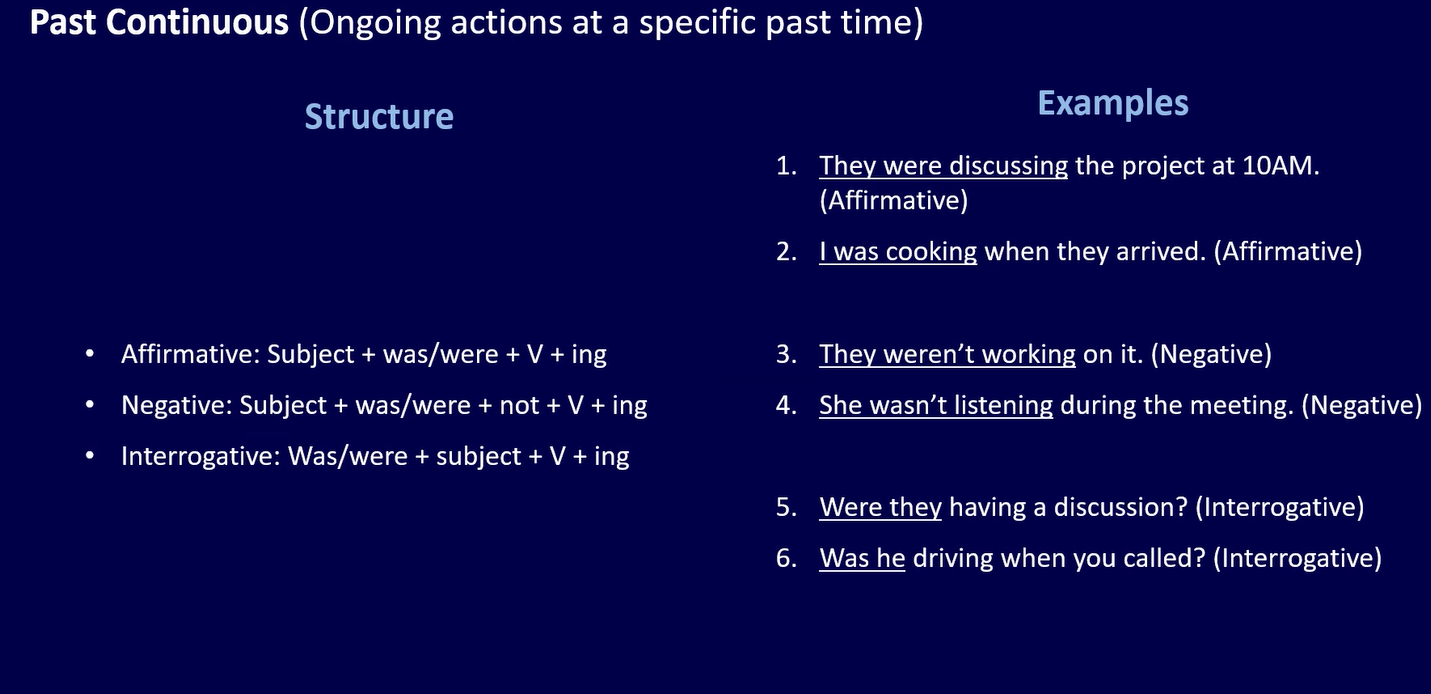 Past Continuous (Ongoing actions at a specific past time)
Structure
• Affirmative: Subject + was/were + V + ing
• Negative: Subject + was/were + not + V + ing
• Interrogative: Was/were + subject + V + ing
Examples
1. They were discussing the project at 10AM.
(Affirmative)
2. I was cooking when they arrived. (Affirmative)
3. They weren’t working on it. (Negative)
4. She wasn’t listening during the meeting. (Negative)
5. Were they having a discussion? (Interrogative)
6. Was he driving when you called? (Interrogative)